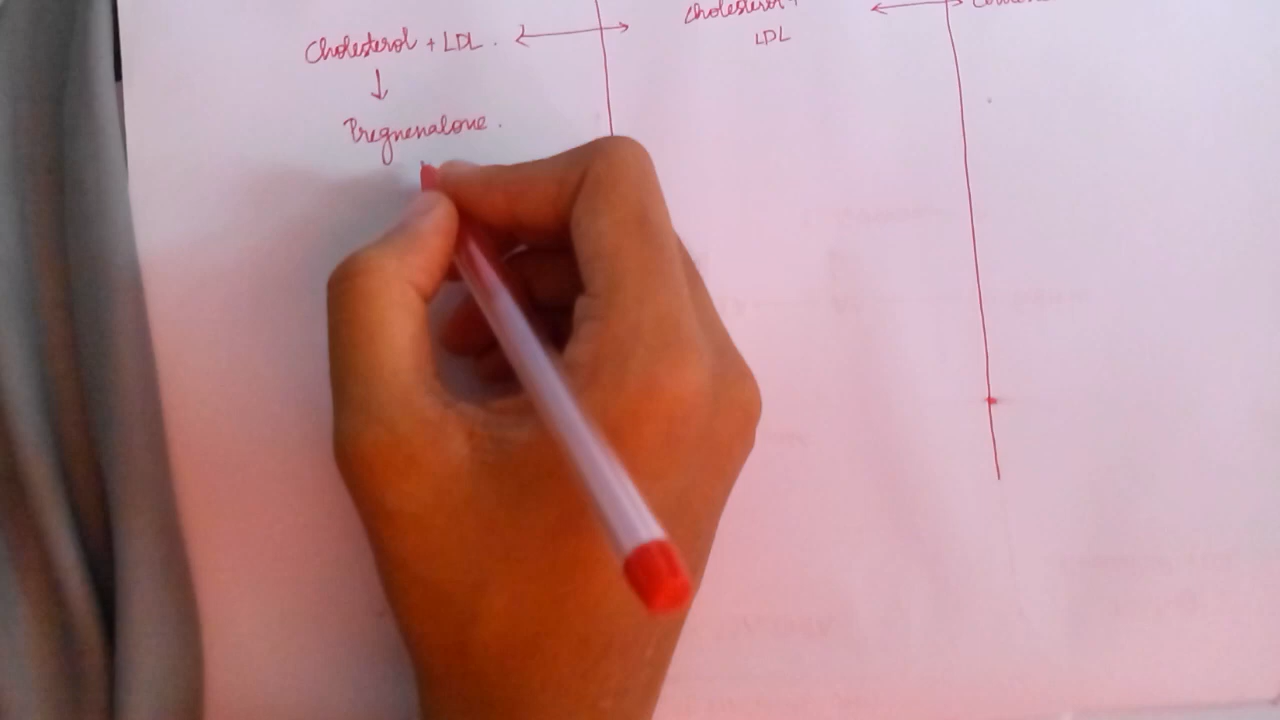 Cholesterol + LDL.
↓
Pregnenalone.
Cholesterol +
LDL